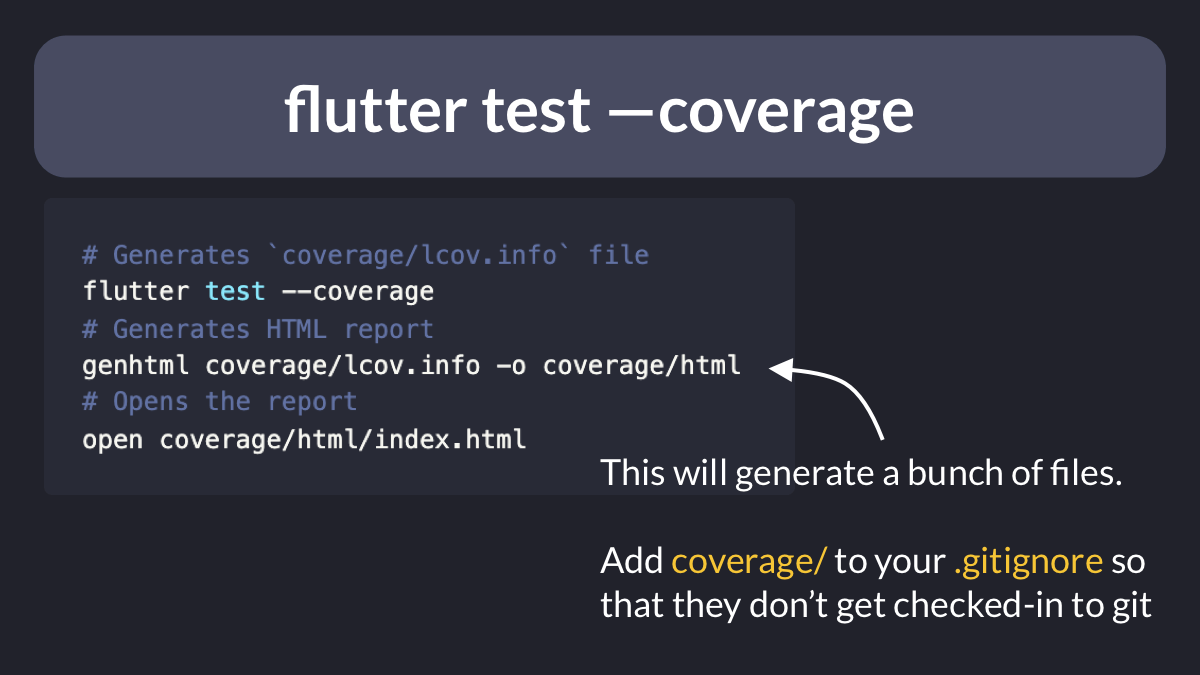 flutter test —coverage
# Generates `coverage/lcov.info` file
flutter test --coverage
# Generates HTML report
genhtml coverage/lcov.info -o coverage/html
# Opens the report
open coverage/html/index.html
This will generate a bunch of files.
Add coverage/ to your .gitignore so
that they don’t get checked-in to git